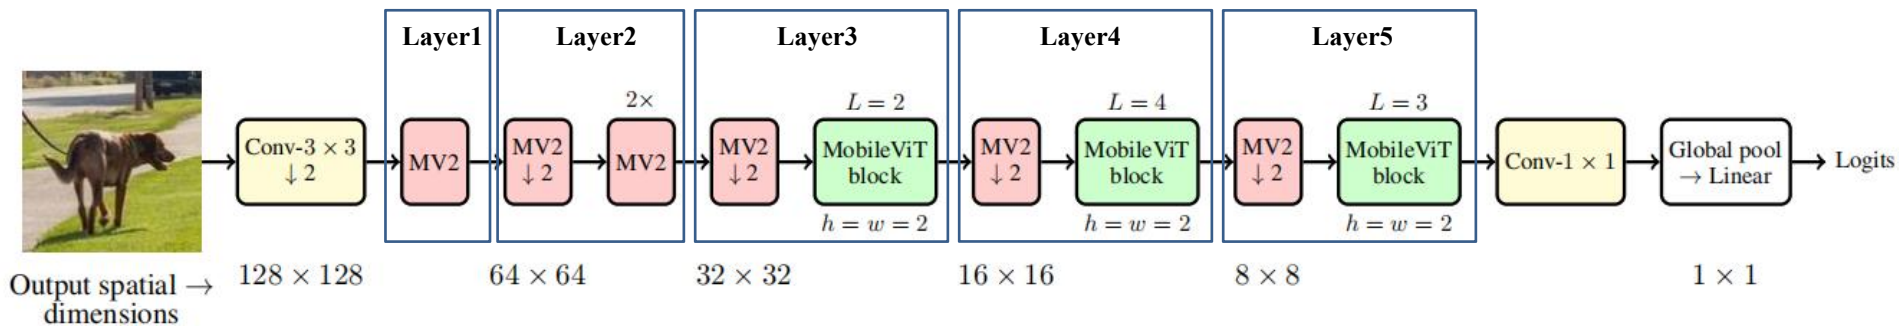 Layer1
Layer2
Layer3
Layer4
Layer5
2×
L = 2
L = 4
L = 3
Conv-3 × 3
↓ 2
MV2
MV2
↓ 2
MV2
MV2
↓ 2
MobileViT
block
MV2
↓ 2
MobileViT
block
MV2
↓ 2
MobileViT
block
Conv-1 × 1
Global pool
→ Linear
Logits
h = w = 2
h = w = 2
h = w = 2
Output spatial →
dimensions
128 × 128
64 × 64
32 × 32
16 × 16
8 × 8
1 × 1